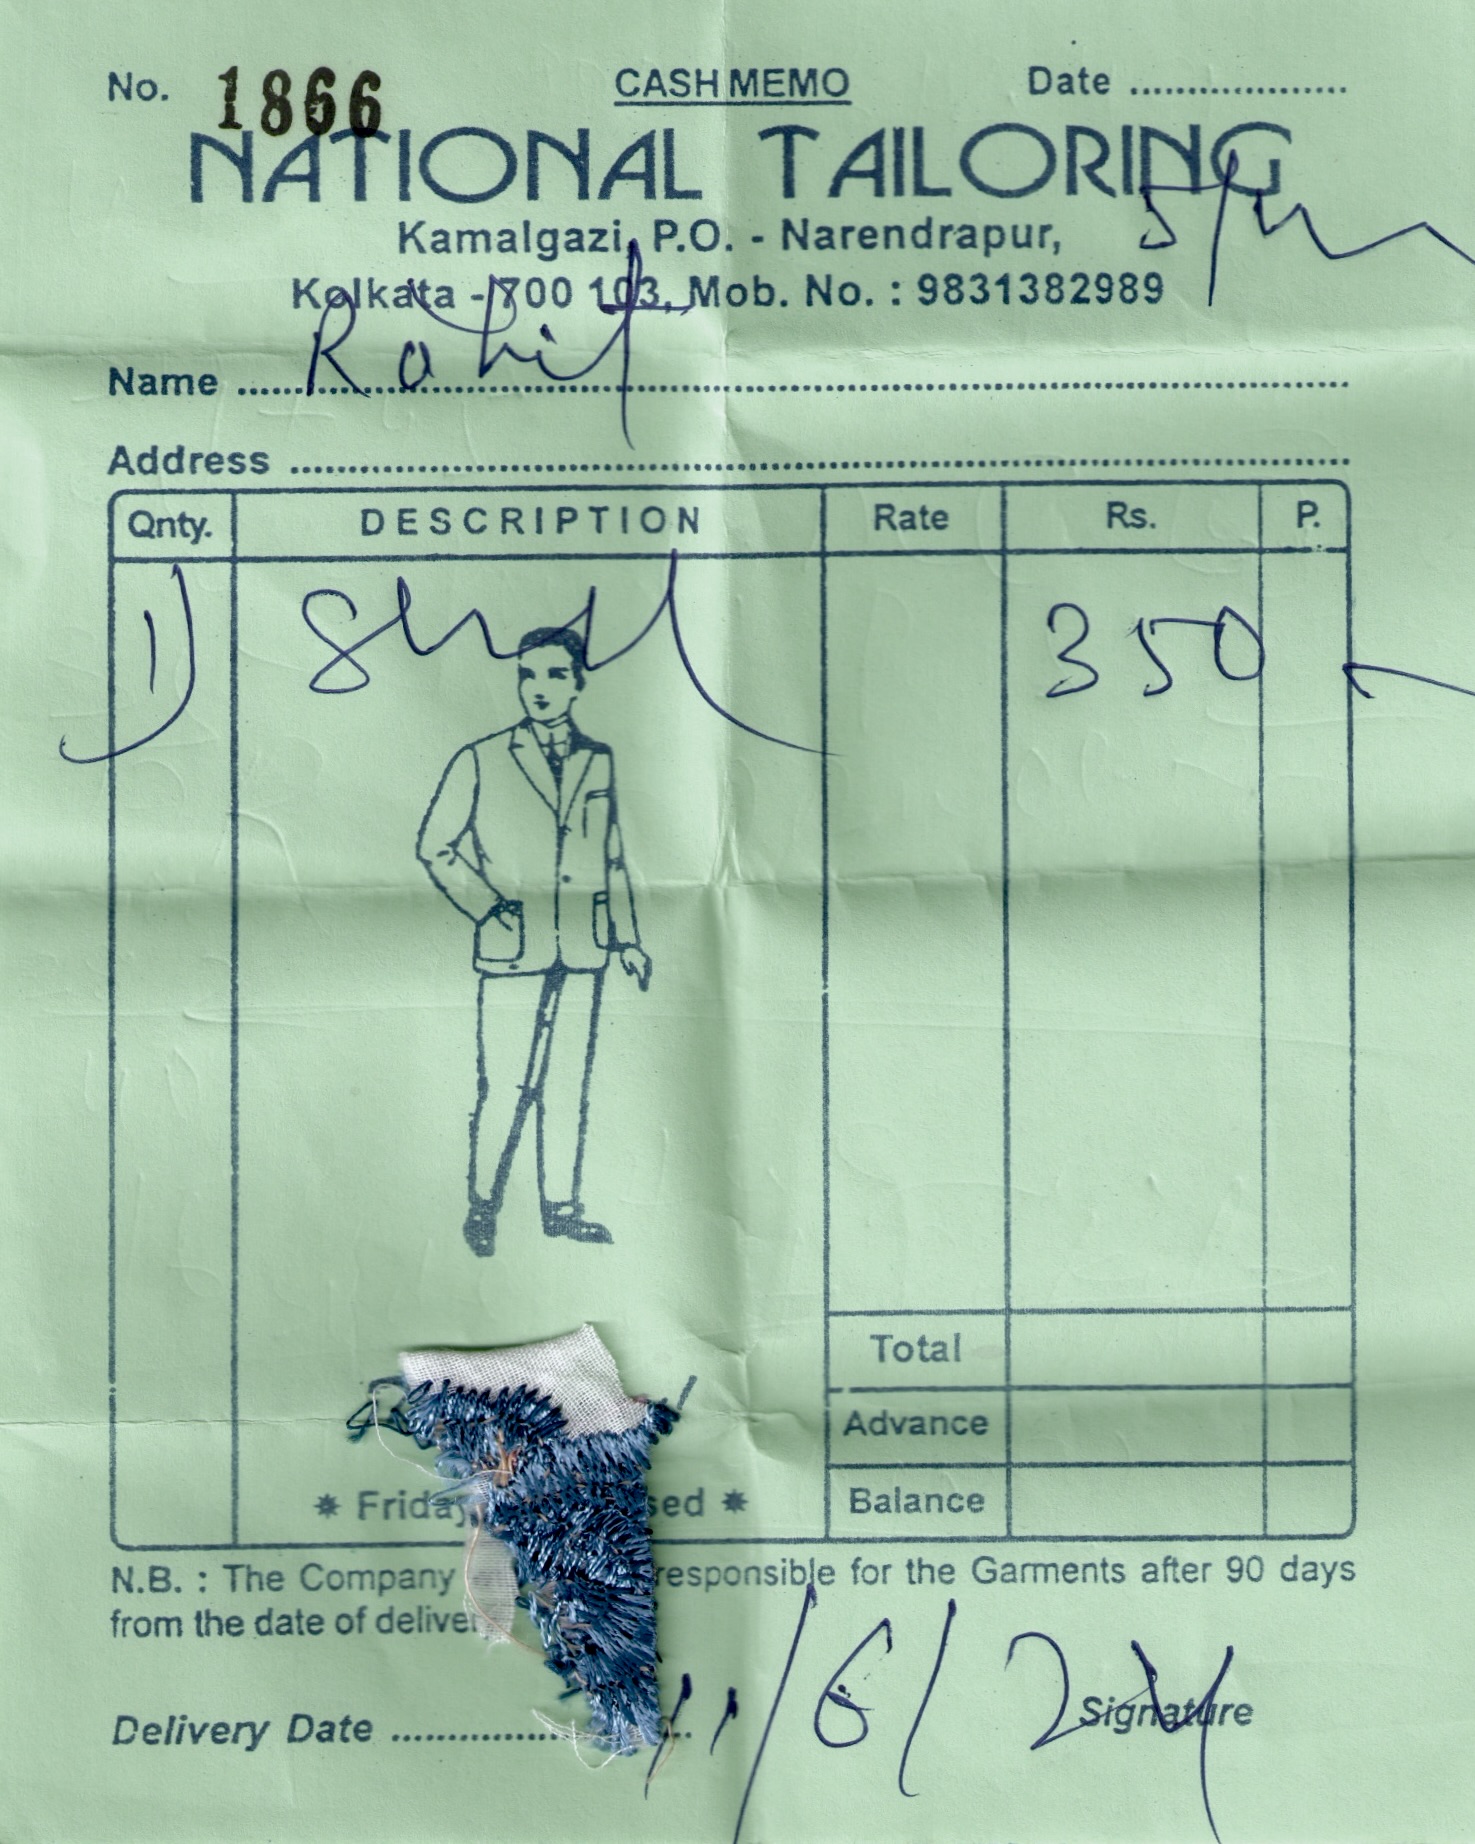 No. 1866 CASH MEMO Date ....................
NATIONAL TAILORING
Kamalgazi, P.O. - Narendrapur,
Kolkata - 700 103, Mob. No. : 9831382989
Name ...... Rohit ......
Address ......
Qnty. DESCRIPTION Rate Rs. P.
1) 350
Total
Advance
* Friday sed *
Balance
N.B. : The Company responsible for the Garments after 90 days
from the date of deliver
Delivery Date ...... 11/6/24 Signature